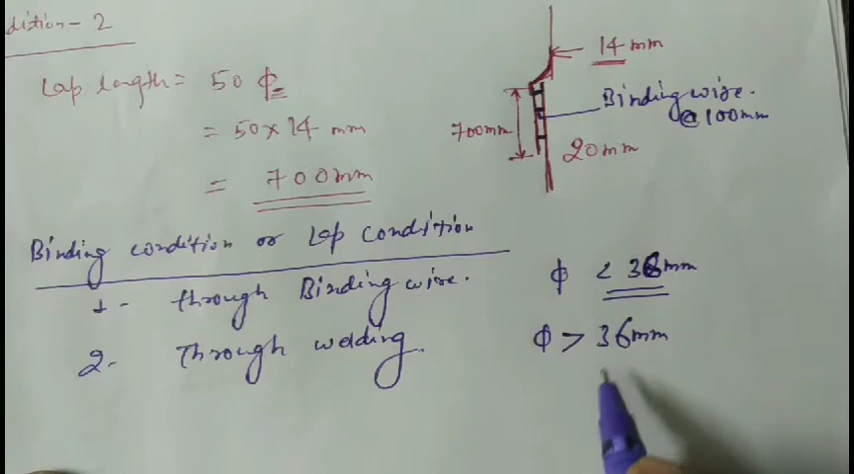 dition - 2
Lap length = 50 ϕ
= 50 × 14 mm
= 700mm
14 mm
Binding wire.
@ 100mm
700mm
20mm
Binding condition or Lap condition
1- through Binding wire. ϕ < 36mm
2- Through welding. ϕ > 36mm